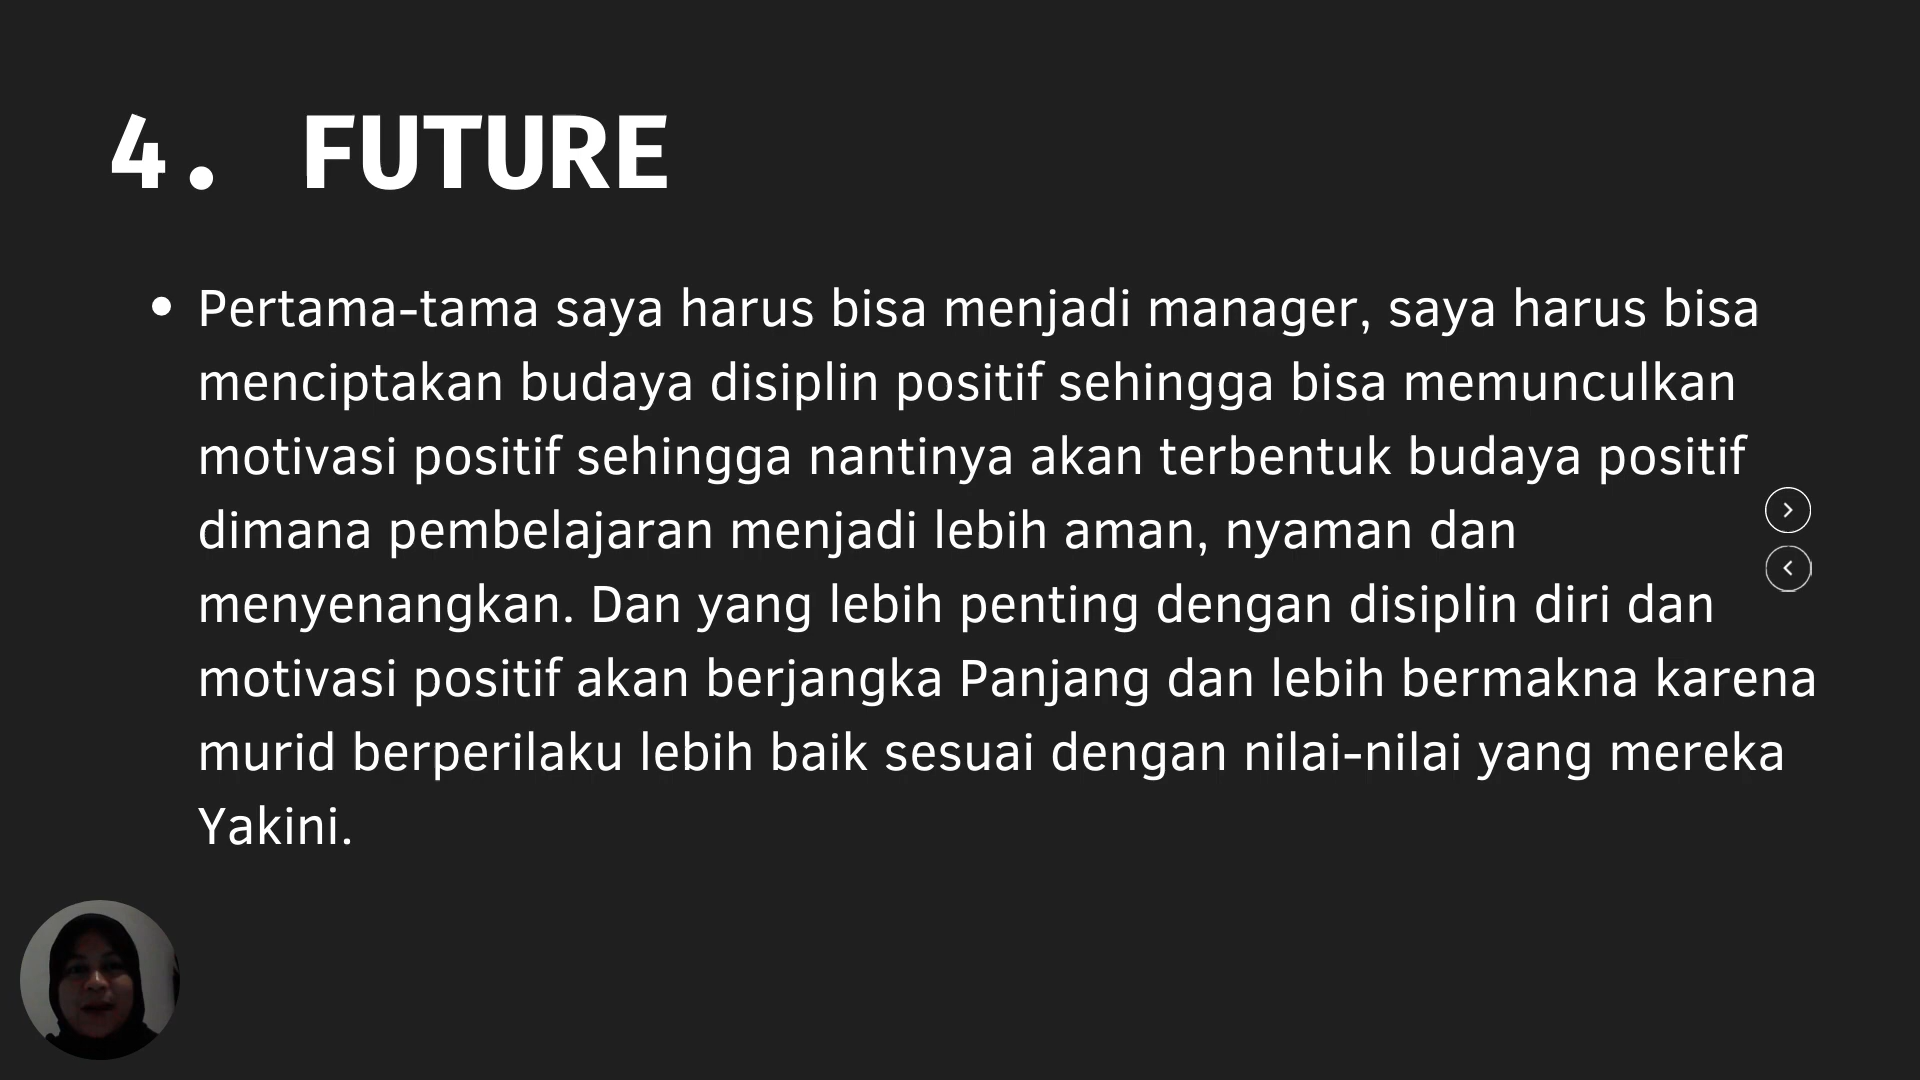 4. FUTURE
• Pertama-tama saya harus bisa menjadi manager, saya harus bisa
menciptakan budaya disiplin positif sehingga bisa memunculkan
motivasi positif sehingga nantinya akan terbentuk budaya positif
dimana pembelajaran menjadi lebih aman, nyaman dan
menyenangkan. Dan yang lebih penting dengan disiplin diri dan
motivasi positif akan berjangka Panjang dan lebih bermakna karena
murid berperilaku lebih baik sesuai dengan nilai-nilai yang mereka
Yakini.